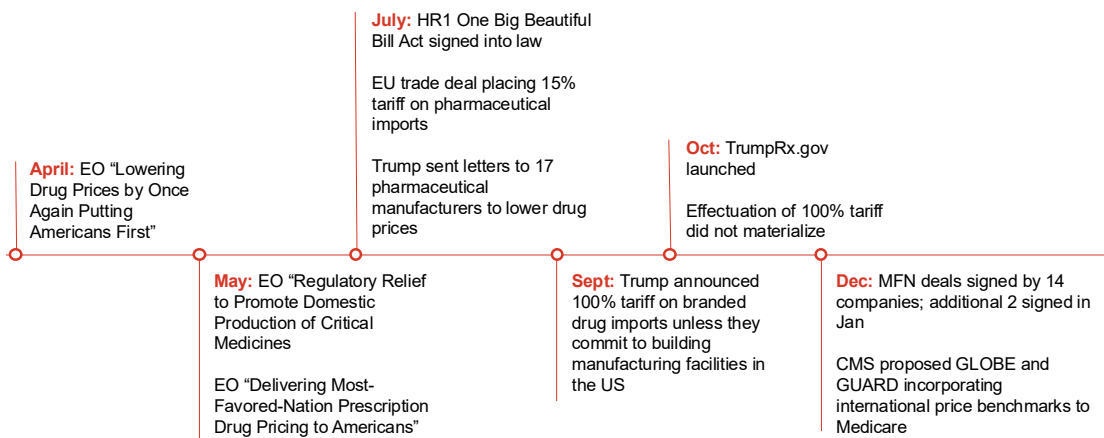 April: EO “Lowering
Drug Prices by Once
Again Putting
Americans First”
May: EO “Regulatory Relief
to Promote Domestic
Production of Critical
Medicines
EO “Delivering Most-
Favored-Nation Prescription
Drug Pricing to Americans”
July: HR1 One Big Beautiful
Bill Act signed into law
EU trade deal placing 15%
tariff on pharmaceutical
imports
Trump sent letters to 17
pharmaceutical
manufacturers to lower drug
prices
Sept: Trump announced
100% tariff on branded
drug imports unless they
commit to building
manufacturing facilities in
the US
Oct: TrumpRx.gov
launched
Effectuation of 100% tariff
did not materialize
Dec: MFN deals signed by 14
companies; additional 2 signed in
Jan
CMS proposed GLOBE and
GUARD incorporating
international price benchmarks to
Medicare